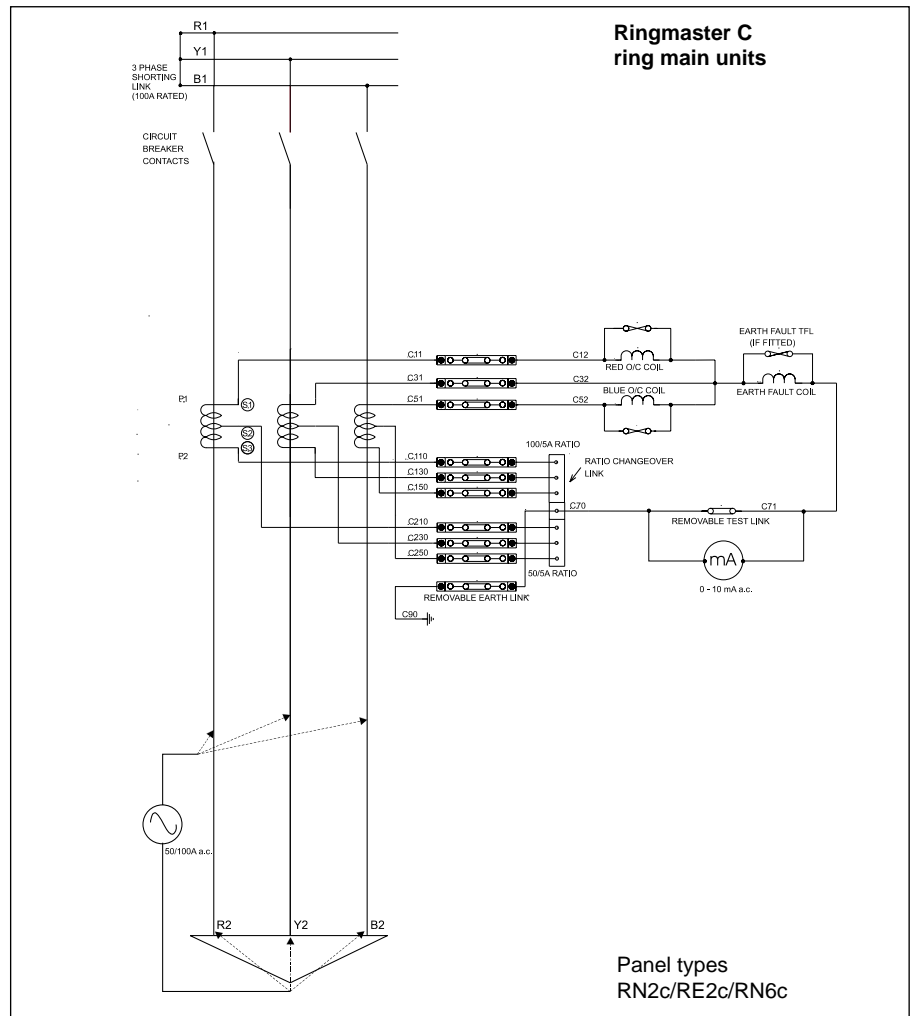 Ringmaster C
ring main units
R1
Y1
B1
3 PHASE
SHORTING
LINK
(100A RATED)
CIRCUIT
BREAKER
CONTACTS
EARTH FAULT TFL
(IF FITTED)
C11
C12
RED O/C COIL
C31
C32
EARTH FAULT COIL
BLUE O/C COIL
C51
C52
P1
S1
S2
S3
P2
100/5A RATIO
C110
C130
C150
RATIO CHANGEOVER
LINK
C70
C71
REMOVABLE TEST LINK
C210
C230
C250
50/5A RATIO
mA
0 - 10 mA a.c.
REMOVABLE EARTH LINK
C90
50/100A a.c.
R2
Y2
B2
Panel types
RN2c/RE2c/RN6c